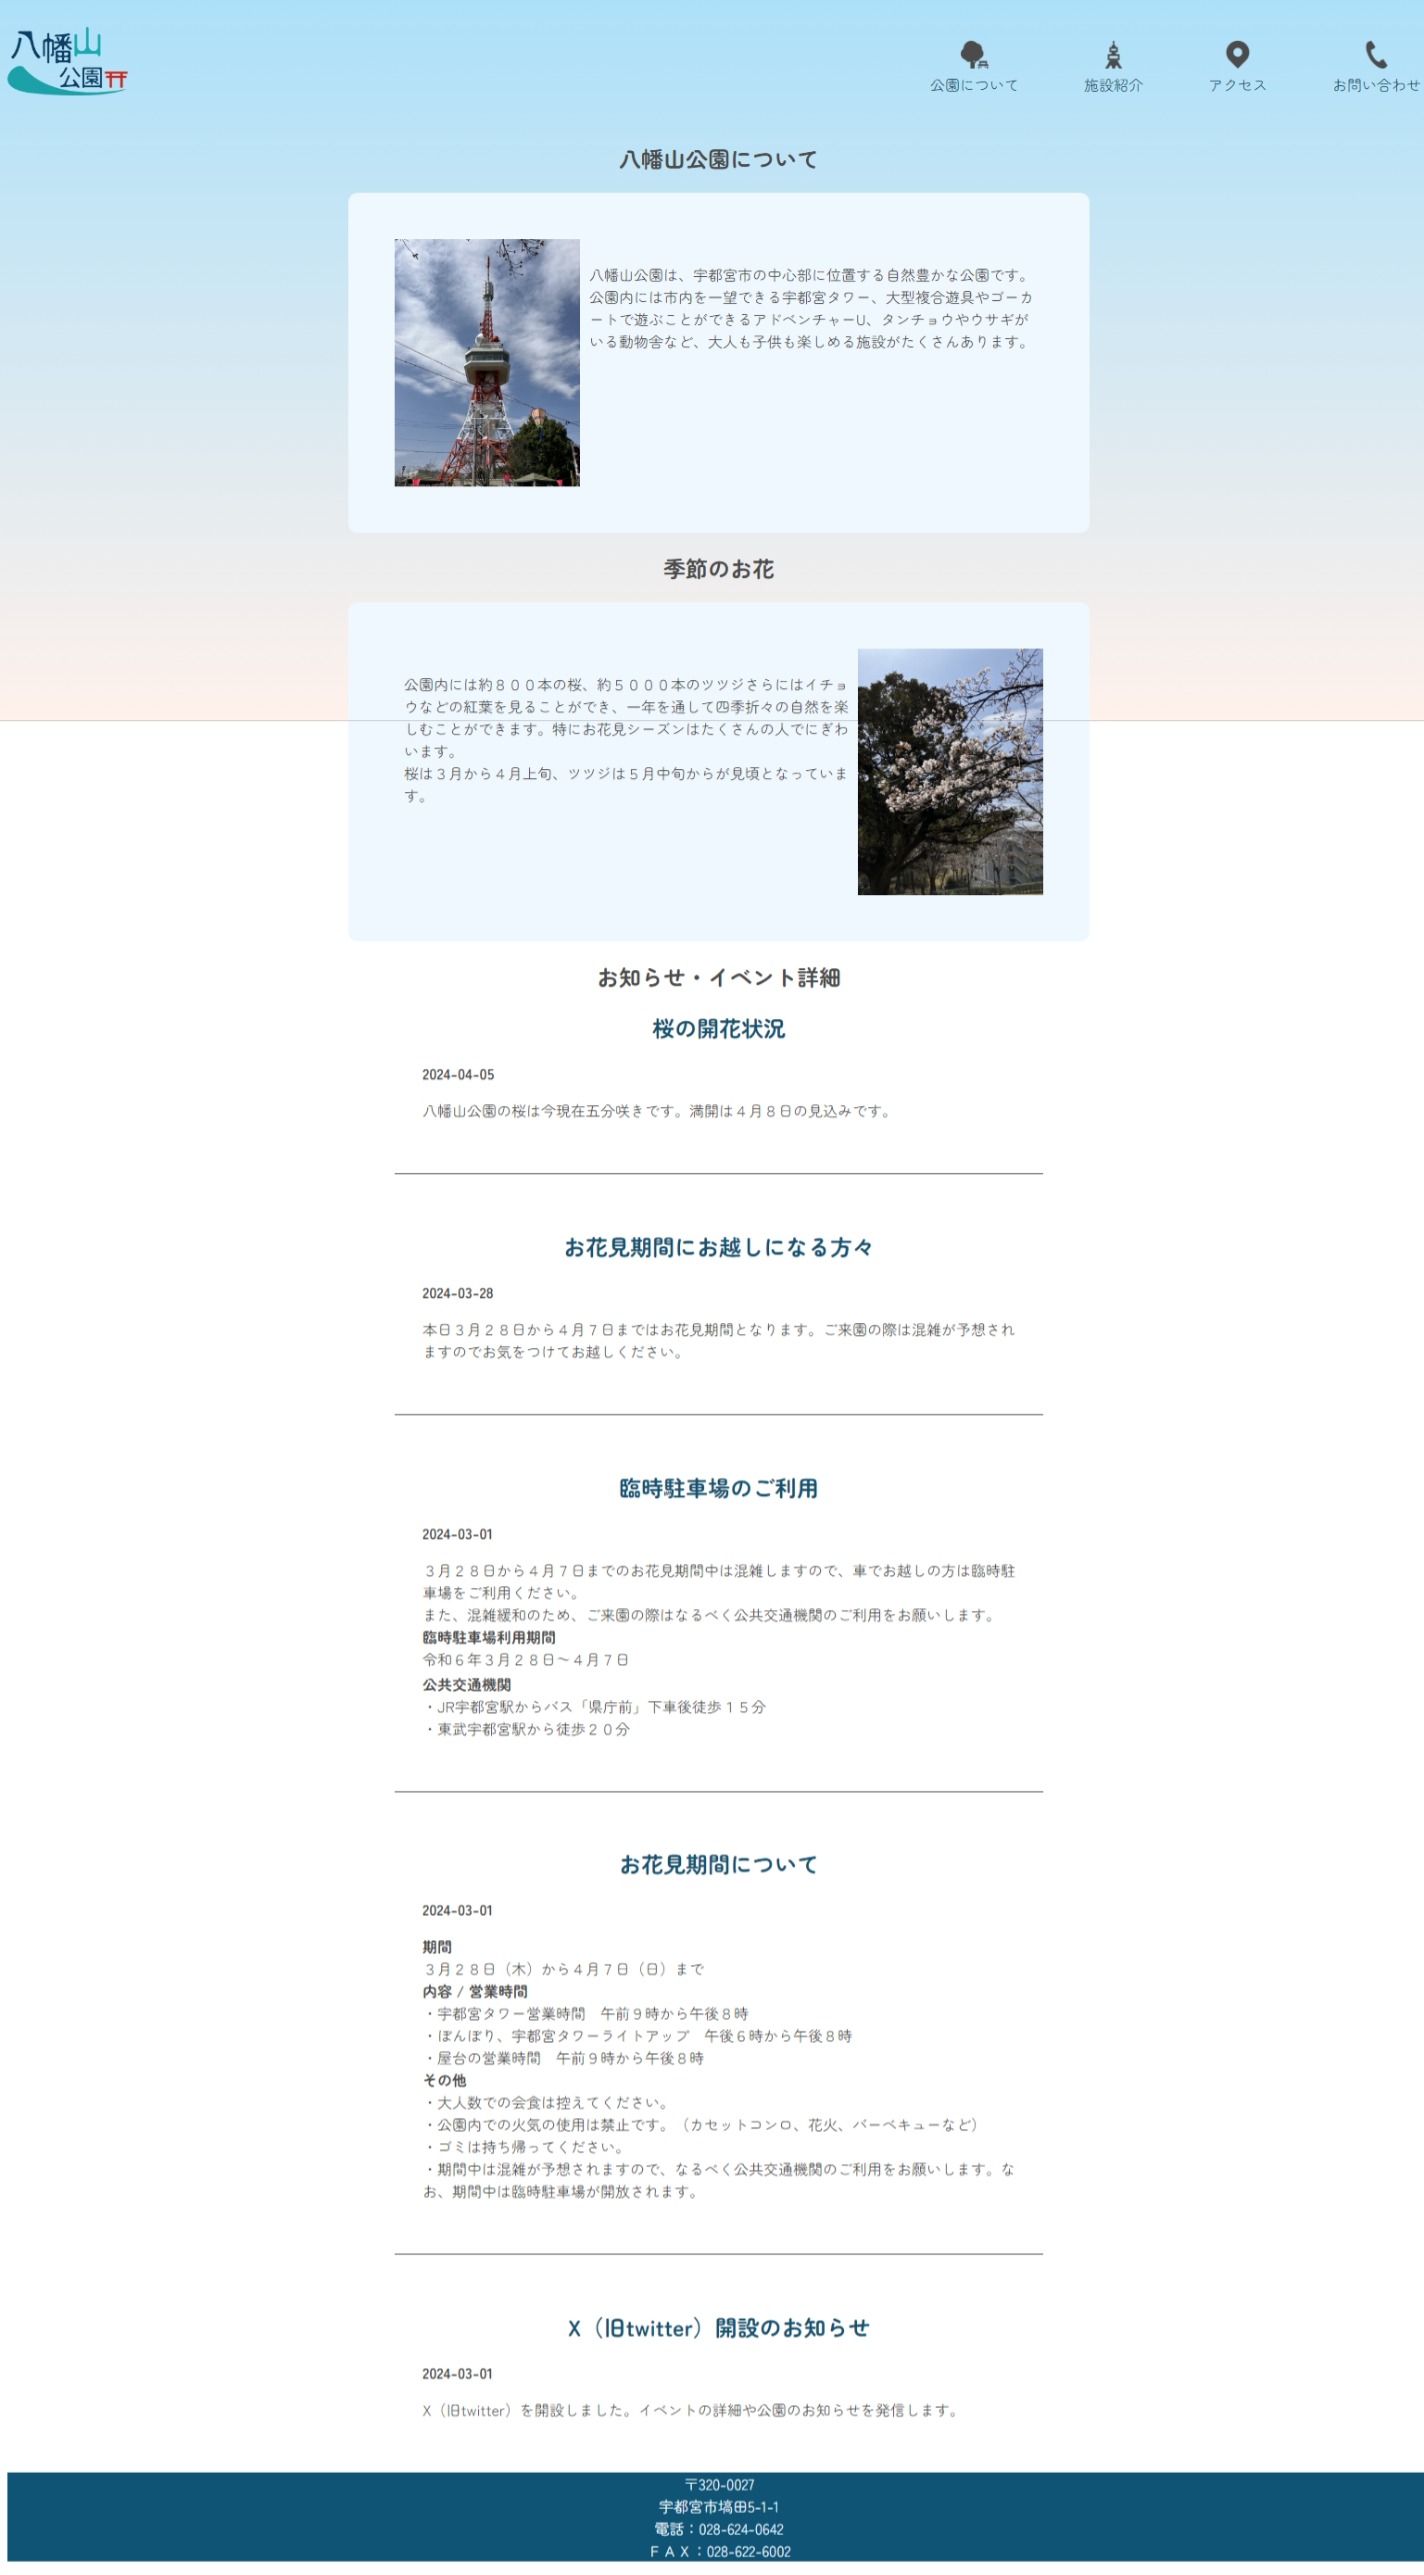 八幡山
公園
公園について
施設紹介
アクセス
お問い合わせ
八幡山公園について
八幡山公園は、宇都宮市の中心部に位置する自然豊かな公園です。
公園内には市内を一望できる宇都宮タワー、大型複合遊具やゴーカ
ートで遊ぶことができるアドベンチャーU、タンチョウやウサギが
いる動物舎など、大人も子供も楽しめる施設がたくさんあります。
季節のお花
公園内には約８００本の桜、約５０００本のツツジさらにはイチョ
ウなどの紅葉を見ることができ、一年を通して四季折々の自然を楽
しむことができます。特にお花見シーズンはたくさんの人でにぎわ
います。
桜は３月から４月上旬、ツツジは５月中旬からが見頃となっていま
す。
お知らせ・イベント詳細
桜の開花状況
2024-04-05
八幡山公園の桜は今現在五分咲きです。満開は４月８日の見込みです。
お花見期間にお越しになる方々
2024-03-28
本日３月２８日から４月７日まではお花見期間となります。ご来園の際は混雑が予想され
ますのでお気をつけてお越しください。
臨時駐車場のご利用
2024-03-01
３月２８日から４月７日までのお花見期間中は混雑しますので、車でお越しの方は臨時駐
車場をご利用ください。
また、混雑緩和のため、ご来園の際はなるべく公共交通機関のご利用をお願いします。
臨時駐車場利用期間
令和６年３月２８日～４月７日
公共交通機関
・JR宇都宮駅からバス「県庁前」下車後徒歩１５分
・東武宇都宮駅から徒歩２０分
お花見期間について
2024-03-01
期間
３月２８日（木）から４月７日（日）まで
内容 / 営業時間
・宇都宮タワー営業時間　午前９時から午後８時
・ぼんぼり、宇都宮タワーライトアップ　午後６時から午後８時
・屋台の営業時間　午前９時から午後８時
その他
・大人数での会食は控えてください。
・公園内での火気の使用は禁止です。（カセットコンロ、花火、バーベキューなど）
・ゴミは持ち帰ってください。
・期間中は混雑が予想されますので、なるべく公共交通機関のご利用をお願いします。な
お、期間中は臨時駐車場が開放されます。
X（旧twitter）開設のお知らせ
2024-03-01
X（旧twitter）を開設しました。イベントの詳細や公園のお知らせを発信します。
〒320-0027
宇都宮市塙田5-1-1
電話：028-624-0642
ＦＡＸ：028-622-6002